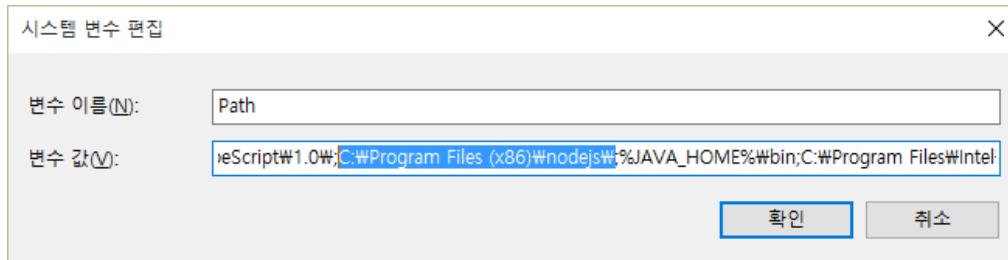 시스템 변수 편집
변수 이름(N): Path
변수 값(V): eScript₩1.0₩;C:₩Program Files (x86)₩nodejs₩;%JAVA_HOME%₩bin;C:₩Program Files₩Intel
확인 취소